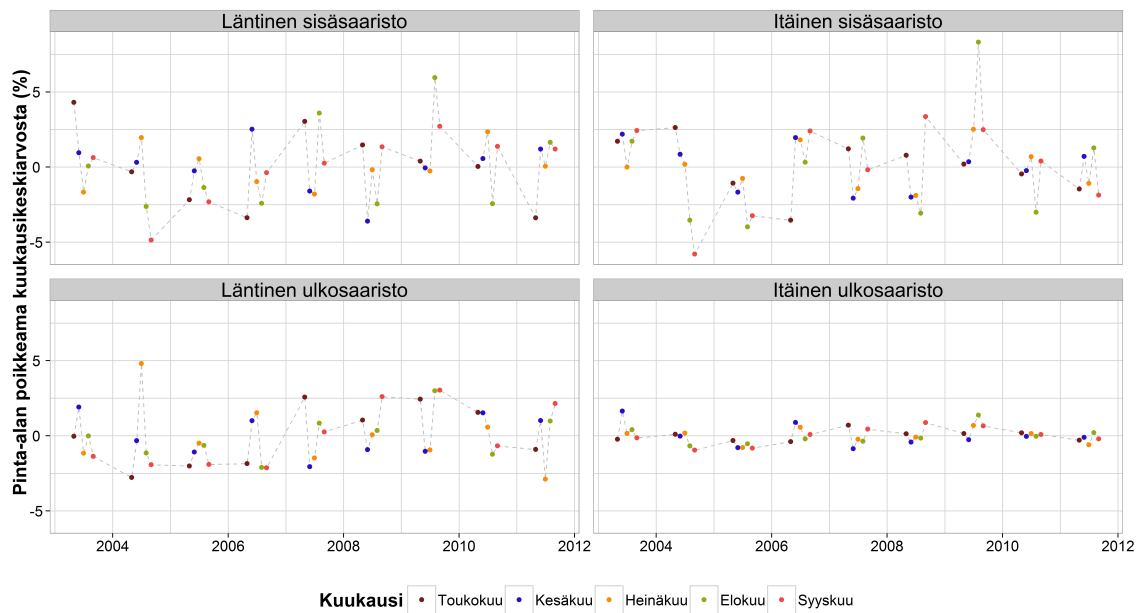 Läntinen sisäsaaristo
Itäinen sisäsaaristo
5
0
-5
Läntinen ulkosaaristo
Itäinen ulkosaaristo
5
0
-5
2004 2006 2008 2010 2012
2004 2006 2008 2010 2012
Pinta-alan poikkeama kuukausikeskiarvosta (%)
Kuukausi Toukokuu Kesäkuu Heinäkuu Elokuu Syyskuu